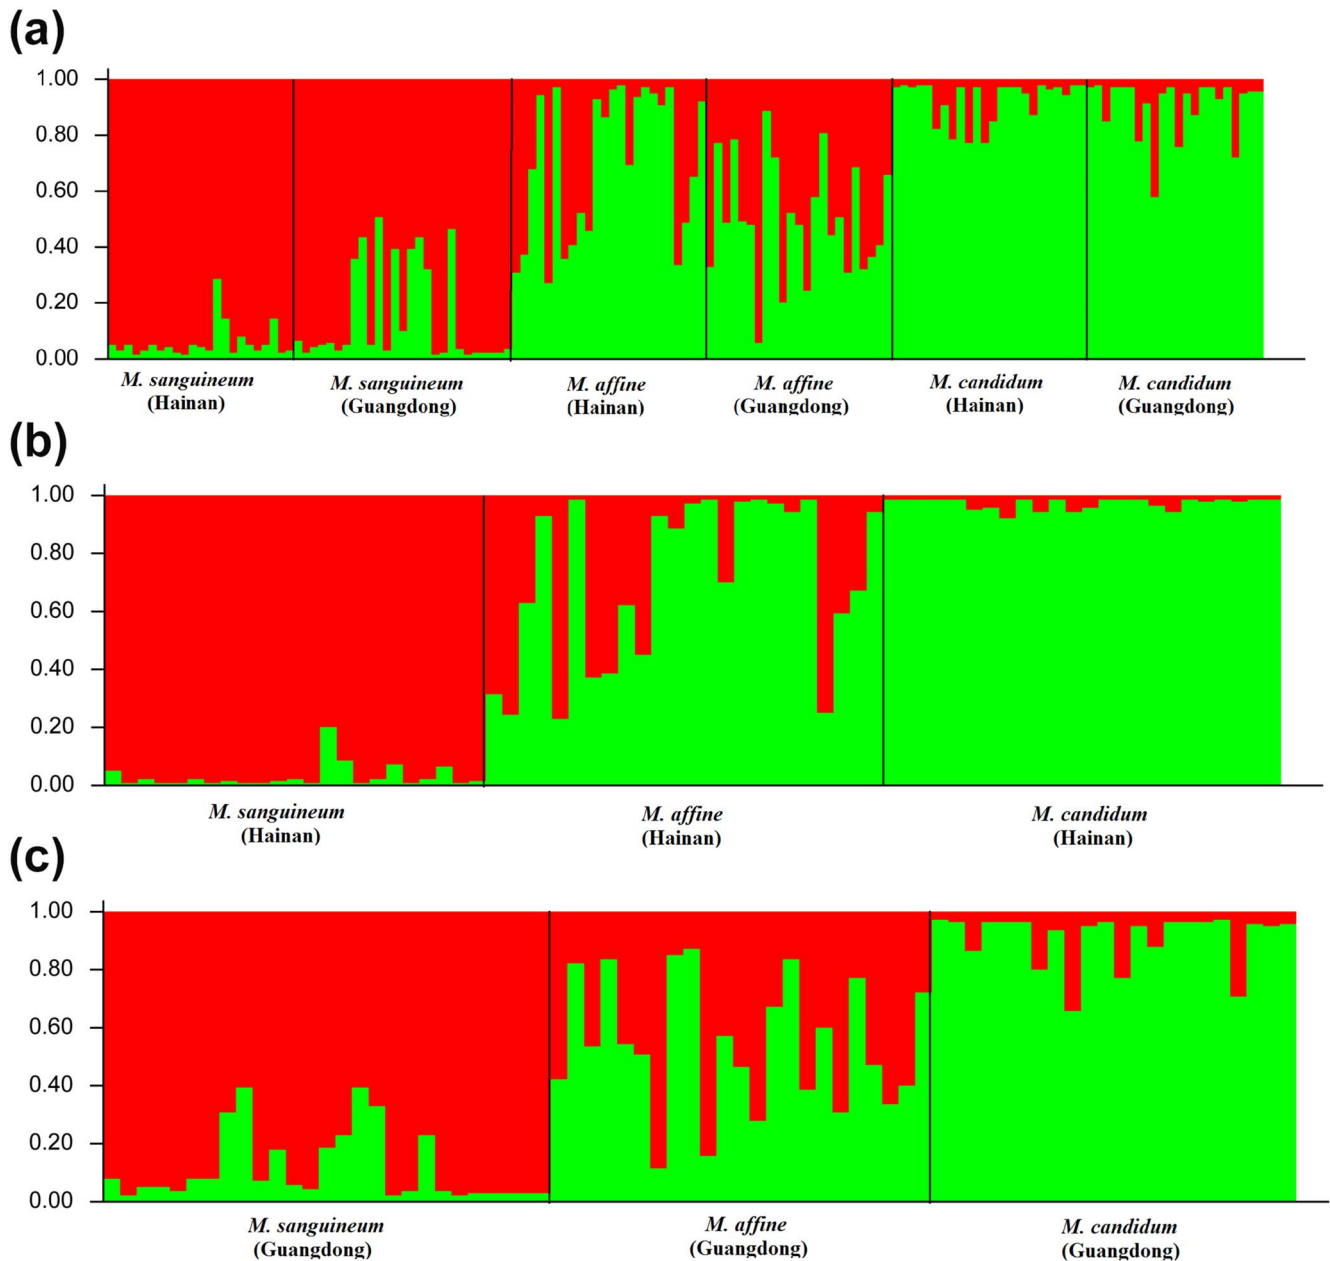 (a)
1.00
0.80
0.60
0.40
0.20
0.00
M. sanguineum
(Hainan)
M. sanguineum
(Guangdong)
M. affine
(Hainan)
M. affine
(Guangdong)
M. candidum
(Hainan)
M. candidum
(Guangdong)
(b)
1.00
0.80
0.60
0.40
0.20
0.00
M. sanguineum
(Hainan)
M. affine
(Hainan)
M. candidum
(Hainan)
(c)
1.00
0.80
0.60
0.40
0.20
0.00
M. sanguineum
(Guangdong)
M. affine
(Guangdong)
M. candidum
(Guangdong)